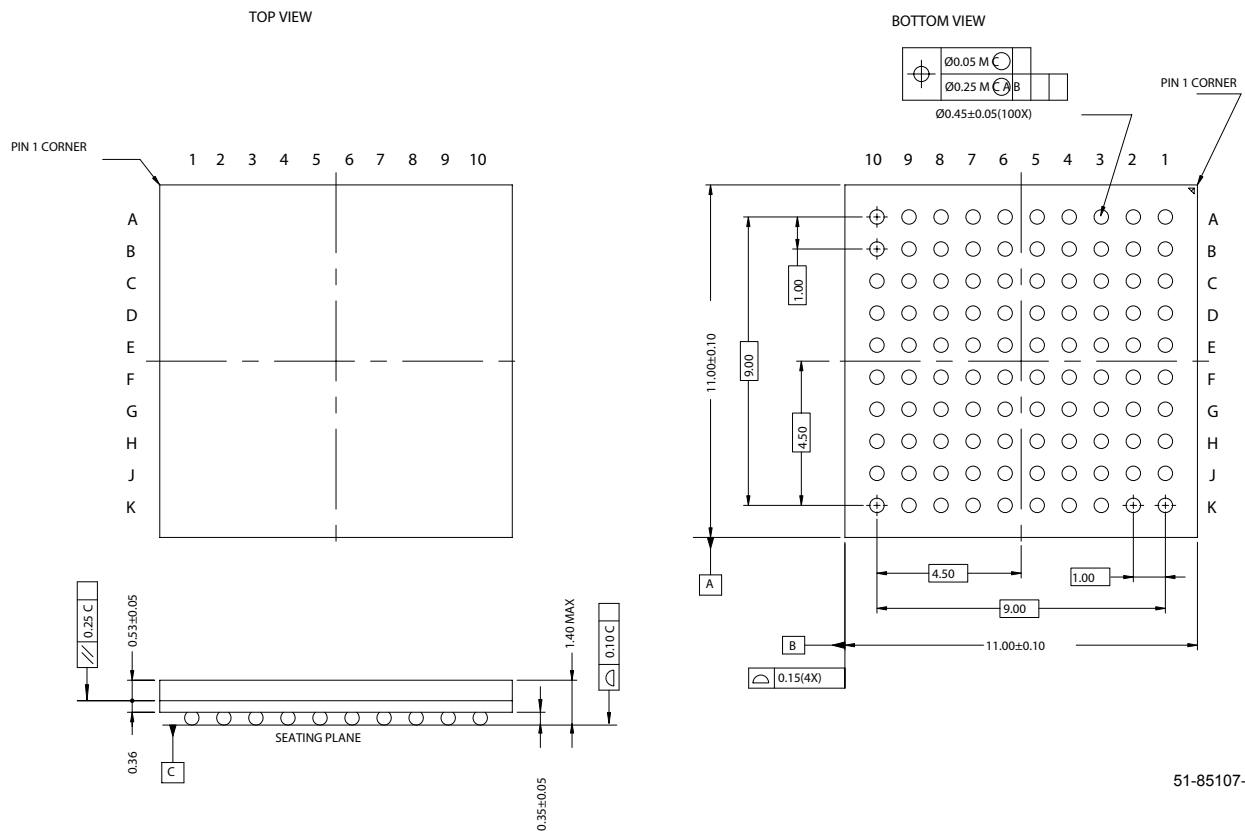 TOP VIEW
BOTTOM VIEW
Ø0.05 M C
Ø0.25 M C A B
Ø0.45±0.05(100X)
PIN 1 CORNER
PIN 1 CORNER
1 2 3 4 5 6 7 8 9 10
10 9 8 7 6 5 4 3 2 1
A
B
C
D
E
F
G
H
J
K
A
B
C
D
E
F
G
H
J
K
1.00
9.00
11.00±0.10
4.50
A
4.50
1.00
9.00
B
11.00±0.10
0.15(4X)
// 0.25 C
0.53±0.05
1.40 MAX
0.10 C
SEATING PLANE
0.36
C
0.35±0.05
51-85107-